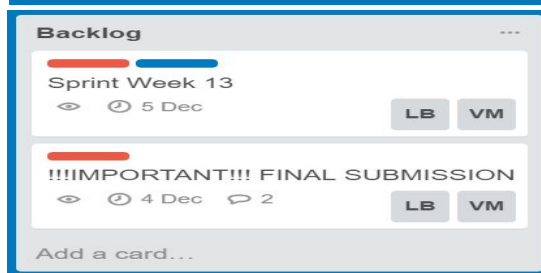 Backlog ...
Sprint Week 13
5 Dec LB VM
!!!IMPORTANT!!! FINAL SUBMISSION
4 Dec 2 LB VM
Add a card...